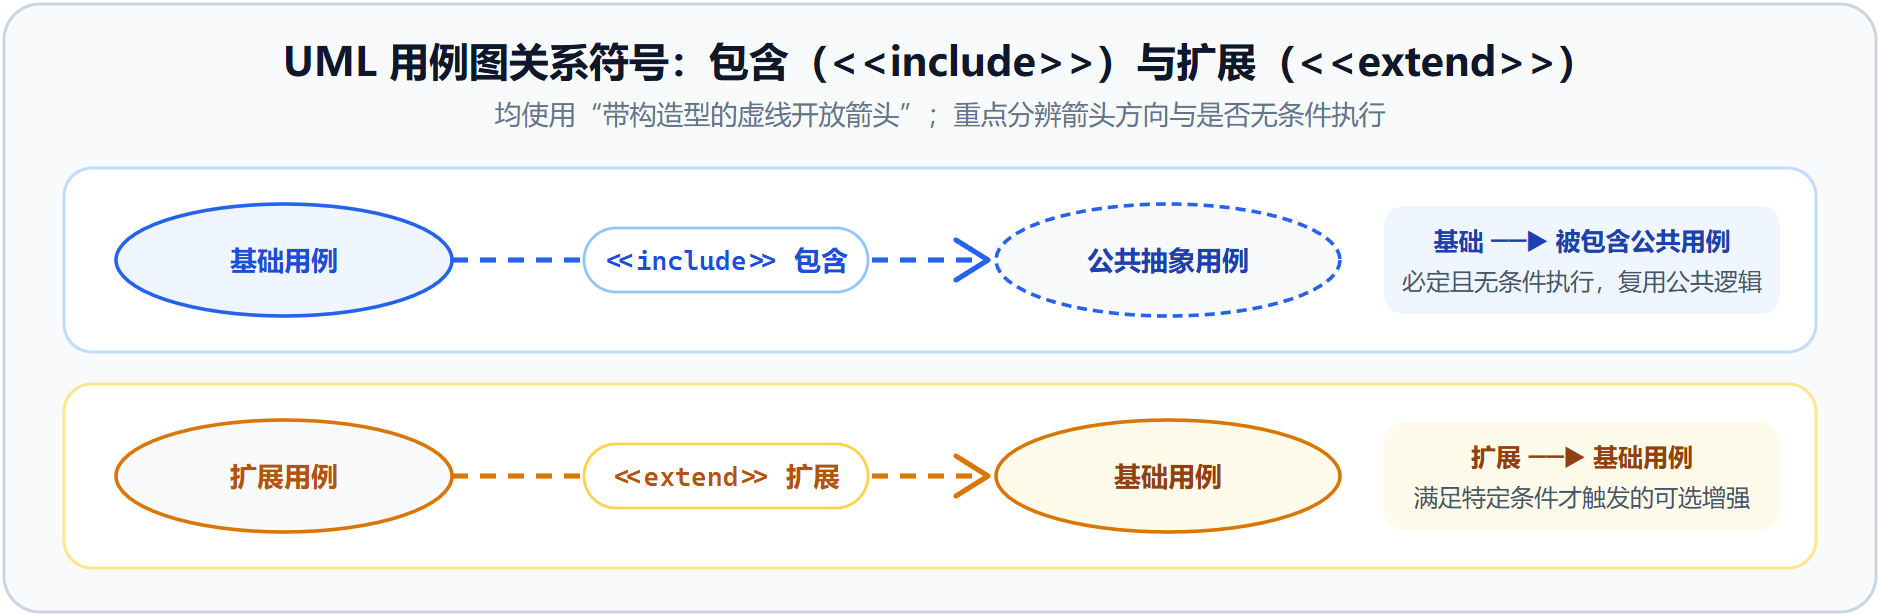 UML 用例图关系符号：包含（<<include>>）与扩展（<<extend>>）
均使用“带构造型的虚线开放箭头”；重点分辨箭头方向与是否无条件执行
基础用例
<<include>> 包含
公共抽象用例
基础 ──▶ 被包含公共用例
必定且无条件执行，复用公共逻辑
扩展用例
<<extend>> 扩展
基础用例
扩展 ──▶ 基础用例
满足特定条件才触发的可选增强